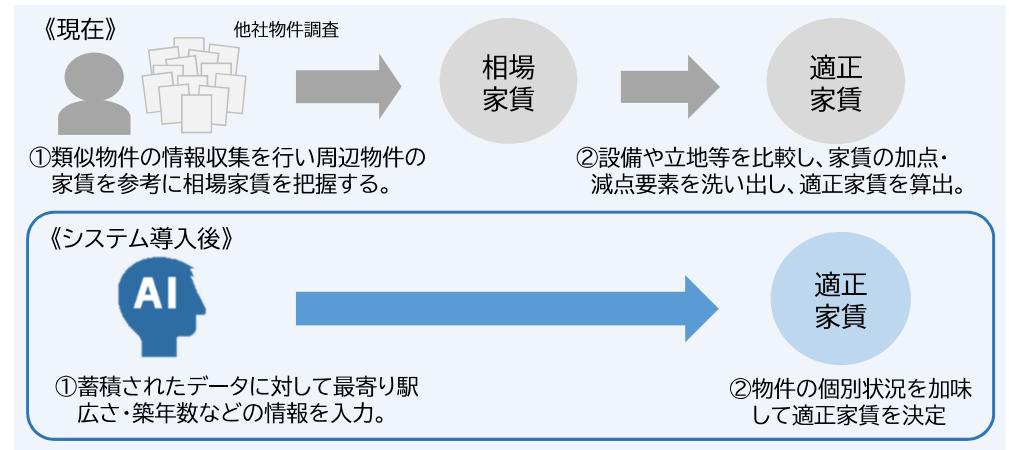 《現在》
他社物件調査
相場
家賃
適正
家賃
①類似物件の情報収集を行い周辺物件の
家賃を参考に相場家賃を把握する。
②設備や立地等を比較し、家賃の加点・
減点要素を洗い出し、適正家賃を算出。
《システム導入後》
AI
適正
家賃
①蓄積されたデータに対して最寄り駅
広さ・築年数などの情報を入力。
②物件の個別状況を加味
して適正家賃を決定